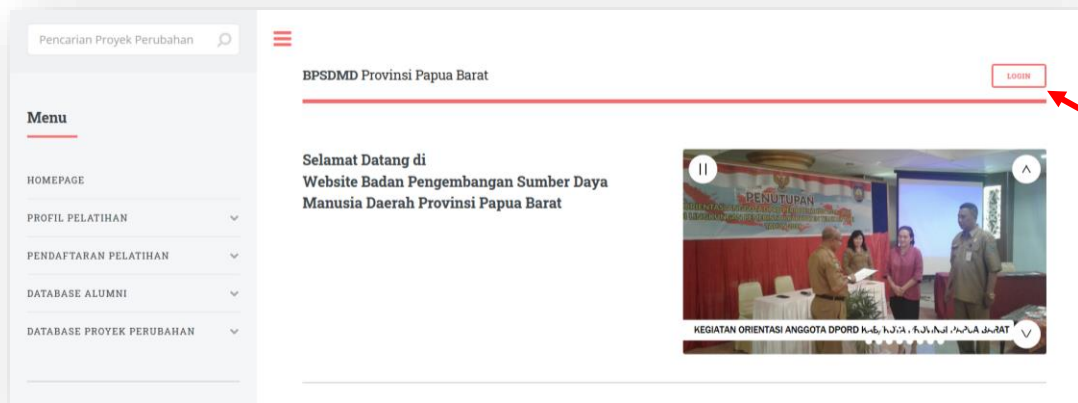 Pencarian Proyek Perubahan
BPSDMD Provinsi Papua Barat
LOGIN
Menu
HOMEPAGE
PROFIL PELATIHAN
PENDAFTARAN PELATIHAN
DATABASE ALUMNI
DATABASE PROYEK PERUBAHAN
Selamat Datang di
Website Badan Pengembangan Sumber Daya
Manusia Daerah Provinsi Papua Barat
PENUTUPAN
KEGIATAN ORIENTASI ANGGOTA DPORD